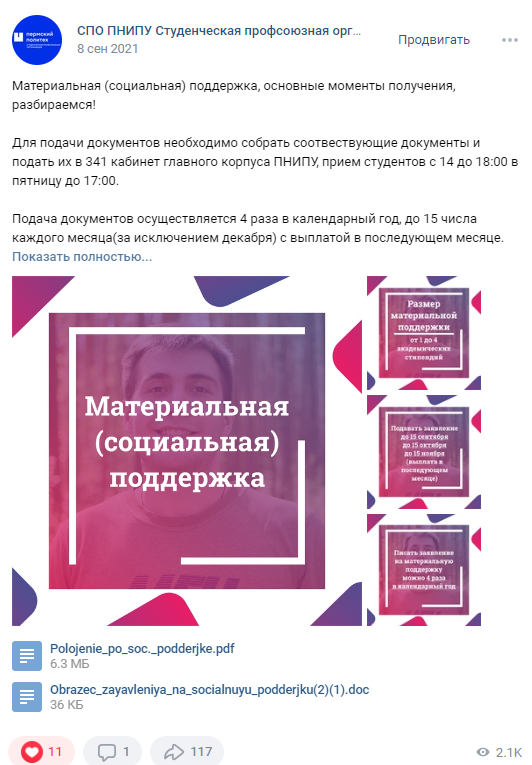 СПО ПНИПУ Студенческая профсоюзная орг...
8 сен 2021
Продвигать
пермский
политех
Материальная (социальная) поддержка, основные моменты получения,
разбираемся!
Для подачи документов необходимо собрать соотвествующие документы и
подать их в 341 кабинет главного корпуса ПНИПУ, прием студентов с 14 до 18:00 в
пятницу до 17:00.
Подача документов осуществляется 4 раза в календарный год, до 15 числа
каждого месяца(за исключением декабря) с выплатой в последующем месяце.
Показать полностью...
Материальная
(социальная)
поддержка
Размер
материальной
поддержки
от 1 до 4
академических
стипендий
Подавать заявление
до 15 сентября
до 15 октября
до 15 ноября
(выплата в
последующем
месяце)
Писать заявление
на материальную
поддержку
можно 4 раза
в календарный год
Polojenie_po_soc._podderjke.pdf
6.3 МБ
Obrazec_zayavleniya_na_socialnuyu_podderjku(2)(1).doc
36 КБ
11
1
117
2.1K